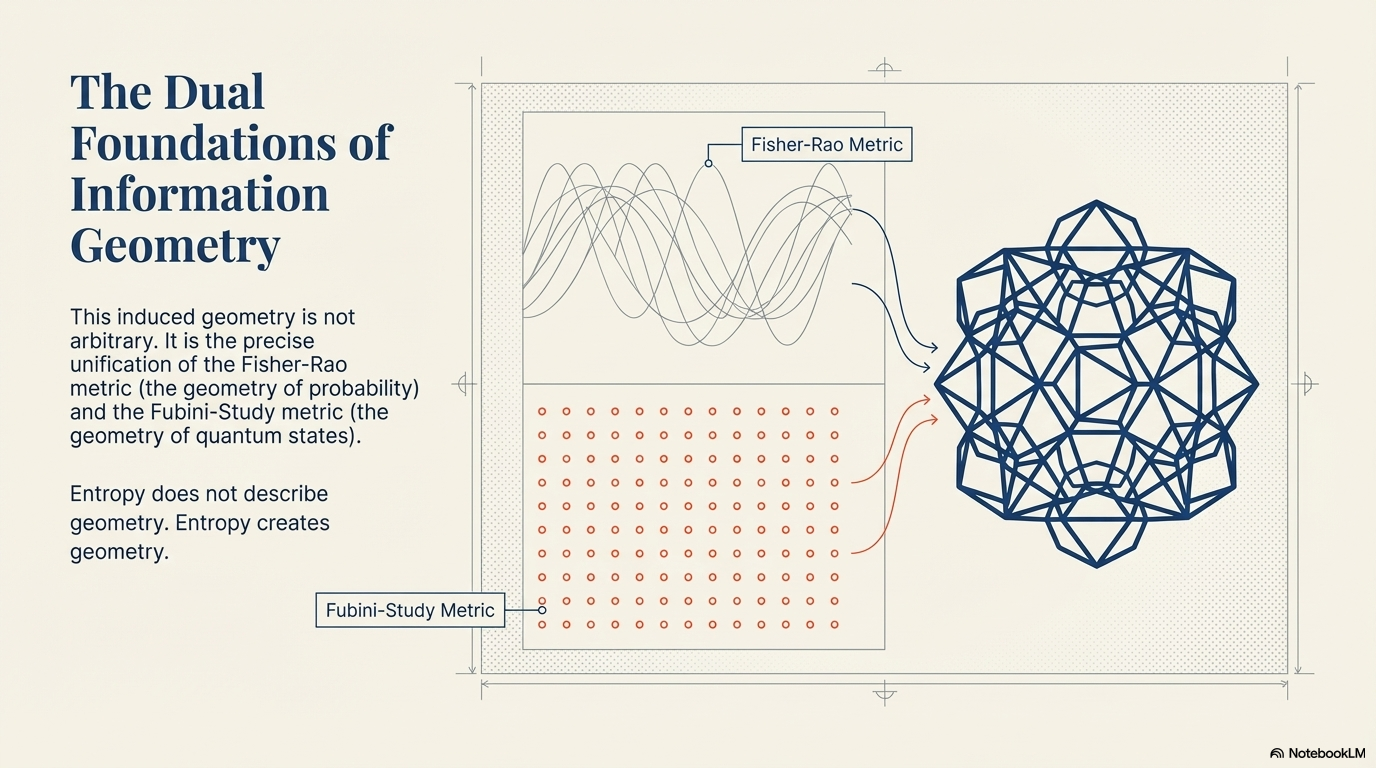 The Dual
Foundations of
Information
Geometry
This induced geometry is not
arbitrary. It is the precise
unification of the Fisher-Rao
metric (the geometry of probability)
and the Fubini-Study metric (the
geometry of quantum states).
Entropy does not describe
geometry. Entropy creates
geometry.
Fisher-Rao Metric
Fubini-Study Metric
NotebookLM